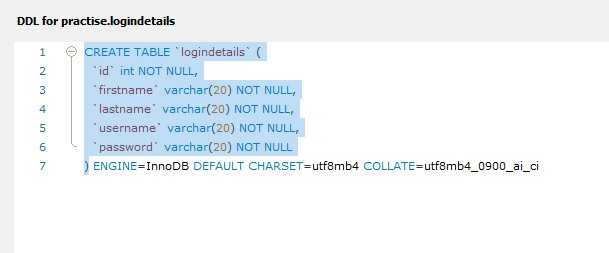 DDL for practise.logindetails
1 CREATE TABLE `logindetails` (
2 `id` int NOT NULL,
3 `firstname` varchar(20) NOT NULL,
4 `lastname` varchar(20) NOT NULL,
5 `username` varchar(20) NOT NULL,
6 `password` varchar(20) NOT NULL
7 ) ENGINE=InnoDB DEFAULT CHARSET=utf8mb4 COLLATE=utf8mb4_0900_ai_ci